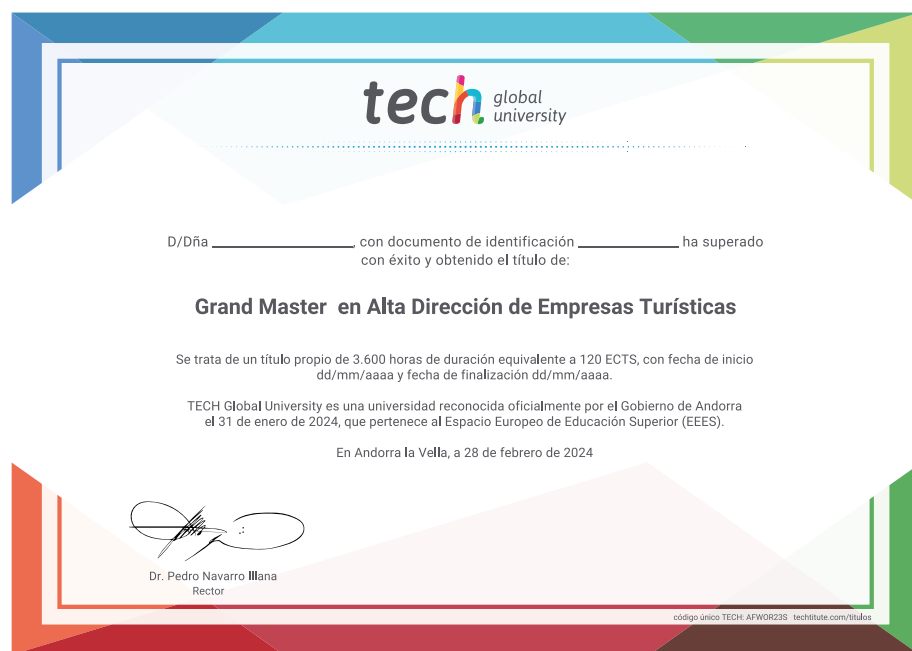 tech global university
D/Dña ____________________, con documento de identificación ______________ ha superado
con éxito y obtenido el título de:
Grand Master en Alta Dirección de Empresas Turísticas
Se trata de un título propio de 3.600 horas de duración equivalente a 120 ECTS, con fecha de inicio
dd/mm/aaaa y fecha de finalización dd/mm/aaaa.
TECH Global University es una universidad reconocida oficialmente por el Gobierno de Andorra
el 31 de enero de 2024, que pertenece al Espacio Europeo de Educación Superior (EEES).
En Andorra la Vella, a 28 de febrero de 2024
Dr. Pedro Navarro Illana
Rector
código único TECH: AFWOR23S techtitute.com/titulos